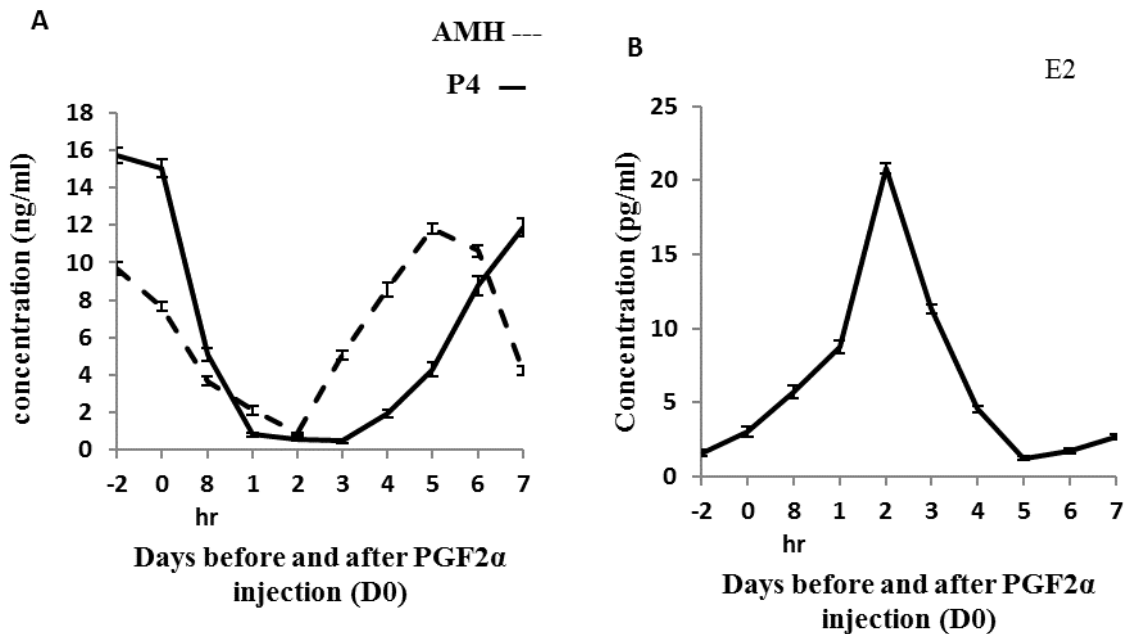 A
AMH ---
P4 —
concentration (ng/ml)
18
16
14
12
10
8
6
4
2
0
-2 0 8 1 2 3 4 5 6 7
hr
Days before and after PGF2α
injection (D0)
B
E2
Concentration (pg/ml)
25
20
15
10
5
0
-2 0 8 1 2 3 4 5 6 7
hr
Days before and after PGF2α
injection (D0)